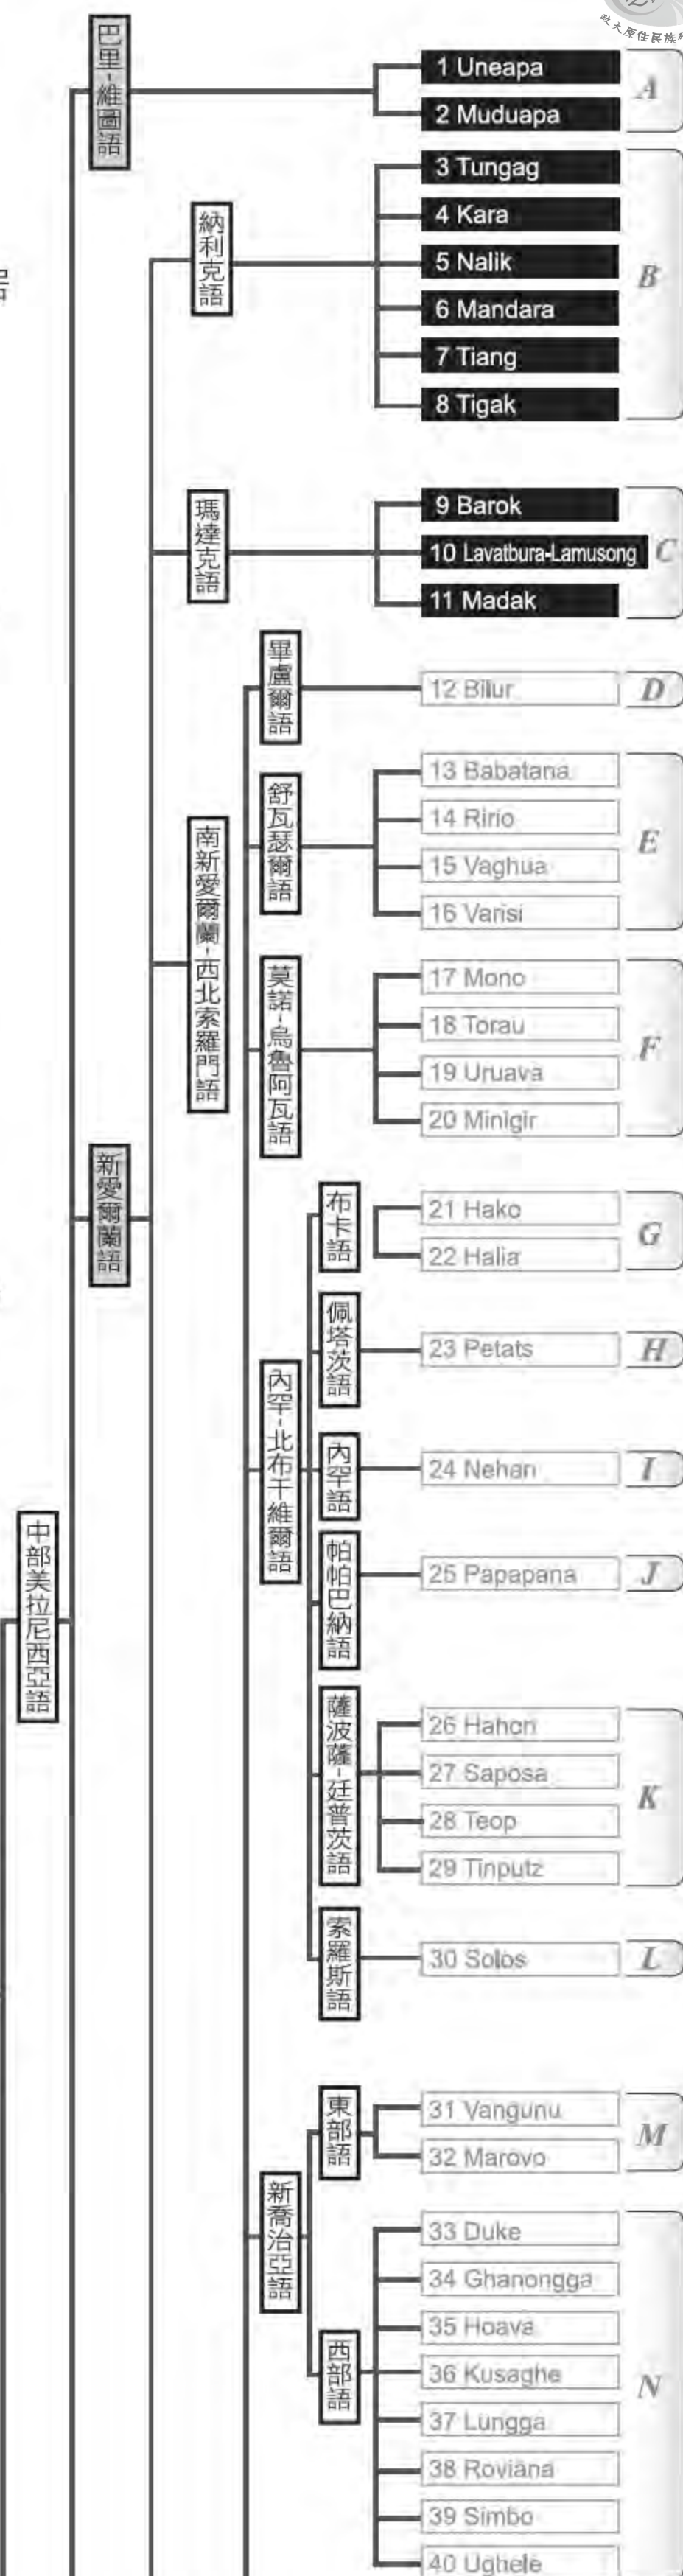 政大原住民族
巴里-維圖語
1 Uneapa
2 Muduapa
A
納利克語
3 Tungag
4 Kara
5 Nalik
6 Mandara
7 Tiang
8 Tigak
B
瑪達克語
9 Barok
10 Lavatbura-Lamusong
11 Madak
C
南新愛爾蘭-西北索羅門語
畢盧爾語
12 Bilur
D
舒瓦瑟爾語
13 Babatana
14 Ririo
15 Vaghua
16 Varisi
E
莫諾-烏魯阿瓦語
17 Mono
18 Torau
19 Uruava
20 Minigir
F
新愛爾蘭語
內罕-北布干維爾語
布卡語
21 Hako
22 Halia
G
佩塔茨語
23 Petats
H
內罕語
24 Nehan
I
中部美拉尼西亞語
帕帕巴納語
25 Papapana
J
薩波薩-廷普茨語
26 Hahon
27 Saposa
28 Teop
29 Tinputz
K
索羅斯語
30 Solos
L
新喬治亞語
東部語
31 Vangunu
32 Marovo
M
西部語
33 Duke
34 Ghanongga
35 Hoava
36 Kusaghe
37 Lungga
38 Roviana
39 Simbo
40 Ughele
N